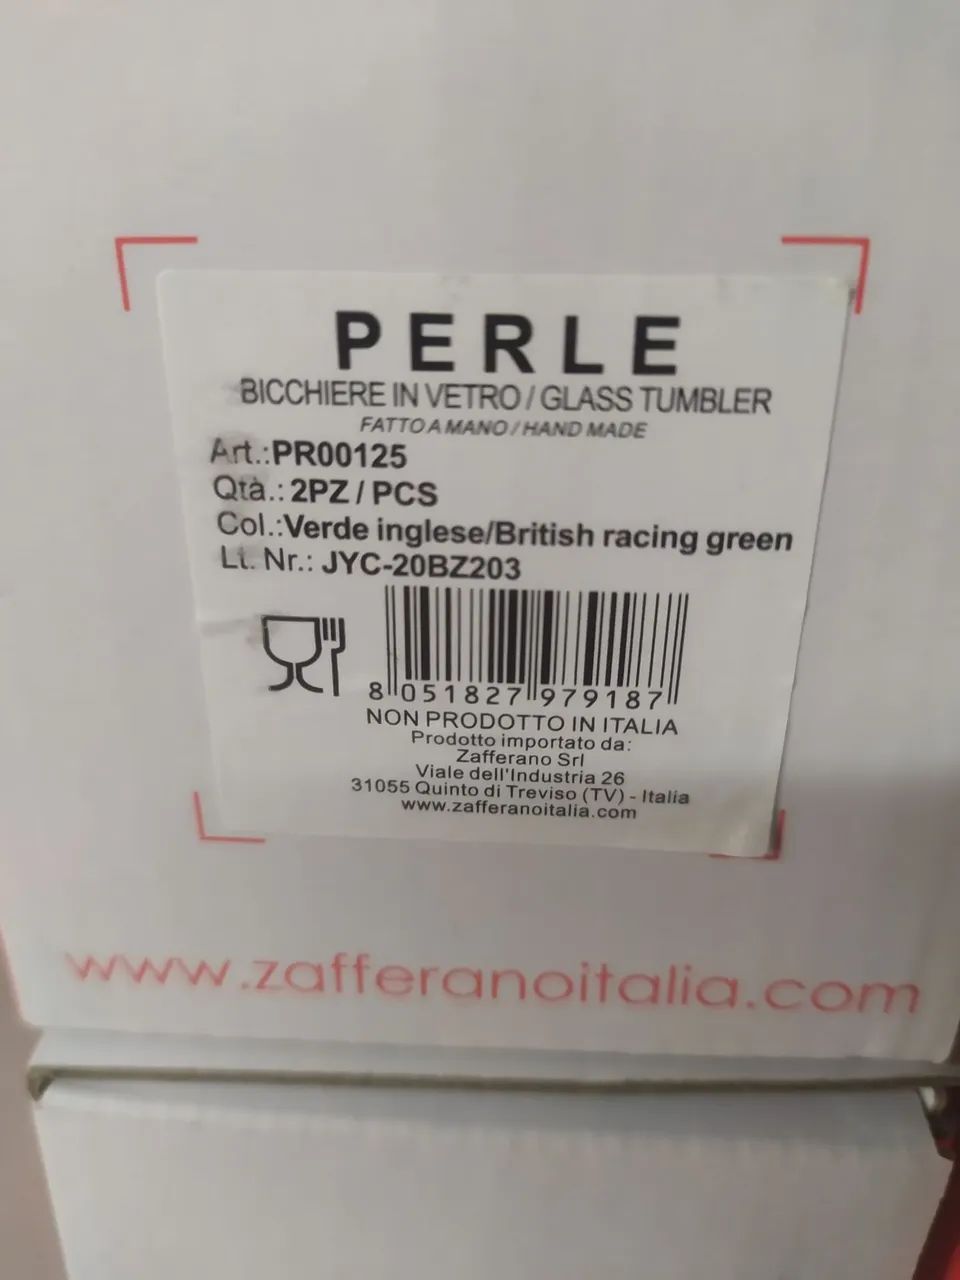 PERLE
BICCHIERE IN VETRO / GLASS TUMBLER
FATTO A MANO / HAND MADE
Art.:PR00125
Qtà.: 2PZ / PCS
Col.:Verde inglese/British racing green
Lt. Nr.: JYC-20BZ203
8 051827 979187
NON PRODOTTO IN ITALIA
Prodotto importato da:
Zafferano Srl
Viale dell'Industria 26
31055 Quinto di Treviso (TV) - Italia
www.zafferanoitalia.com
www.zafferanoitalia.com